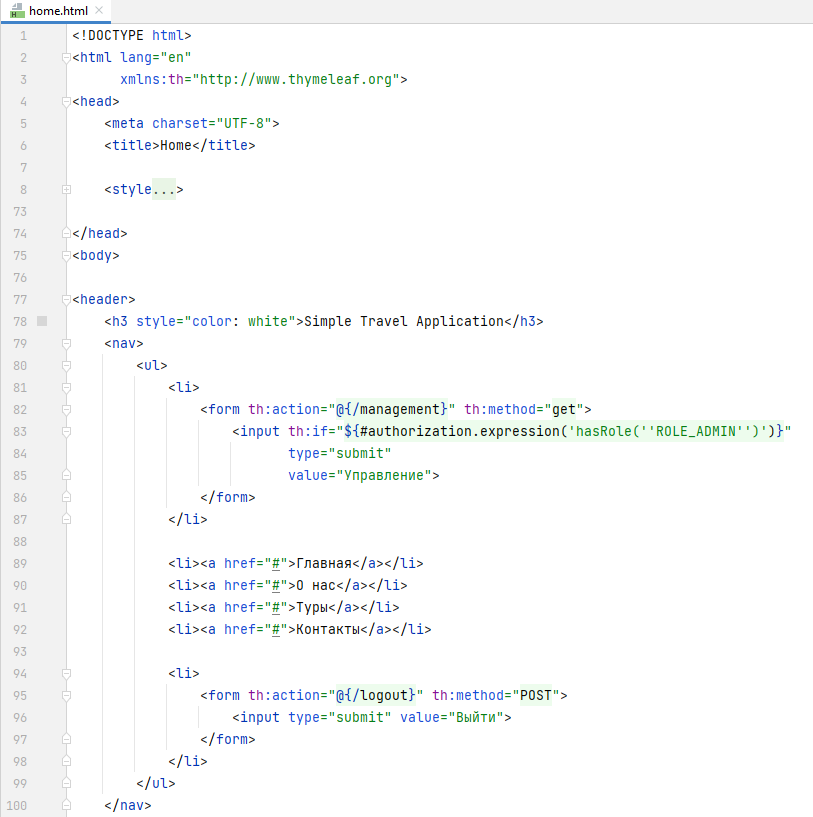 home.html
1 <!DOCTYPE html>
2 <html lang="en"
3 xmlns:th="http://www.thymeleaf.org">
4 <head>
5 <meta charset="UTF-8">
6 <title>Home</title>
7
8 <style...>
73
74 </head>
75 <body>
76
77 <header>
78 <h3 style="color: white">Simple Travel Application</h3>
79 <nav>
80 <ul>
81 <li>
82 <form th:action="@{/management}" th:method="get">
83 <input th:if="${#authorization.expression('hasRole(''ROLE_ADMIN'')')}"
84 type="submit"
85 value="Управление">
86 </form>
87 </li>
88
89 <li><a href="#">Главная</a></li>
90 <li><a href="#">О нас</a></li>
91 <li><a href="#">Туры</a></li>
92 <li><a href="#">Контакты</a></li>
93
94 <li>
95 <form th:action="@{/logout}" th:method="POST">
96 <input type="submit" value="Выйти">
97 </form>
98 </li>
99 </ul>
100 </nav>